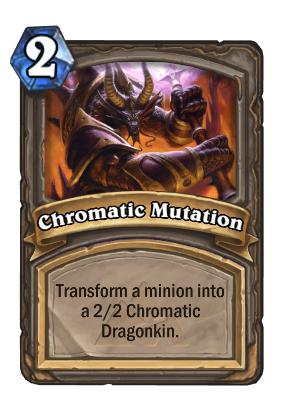 2
Chromatic Mutation
Transform a minion into
a 2/2 Chromatic
Dragonkin.